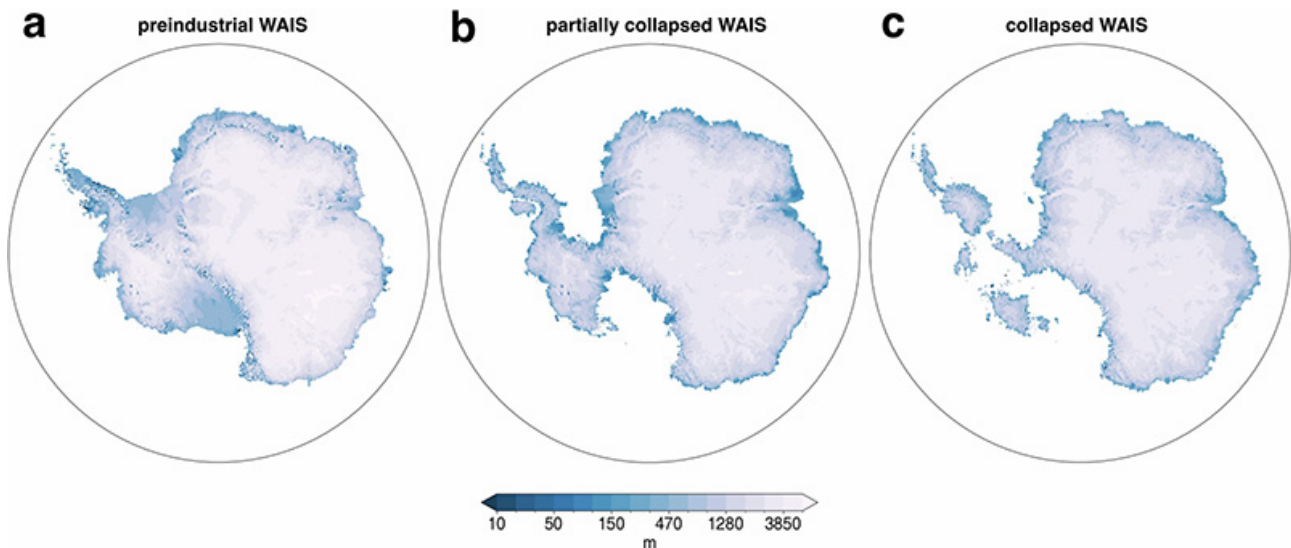 a preindustrial WAIS
b partially collapsed WAIS
c collapsed WAIS
10 50 150 470 1280 3850
m